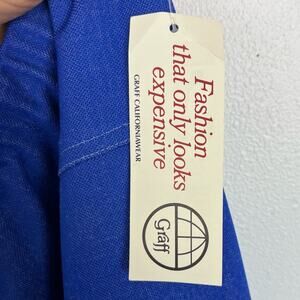 Fashion
that only looks
expensive
GRAFF CALIFORNIAWEAR
Graff